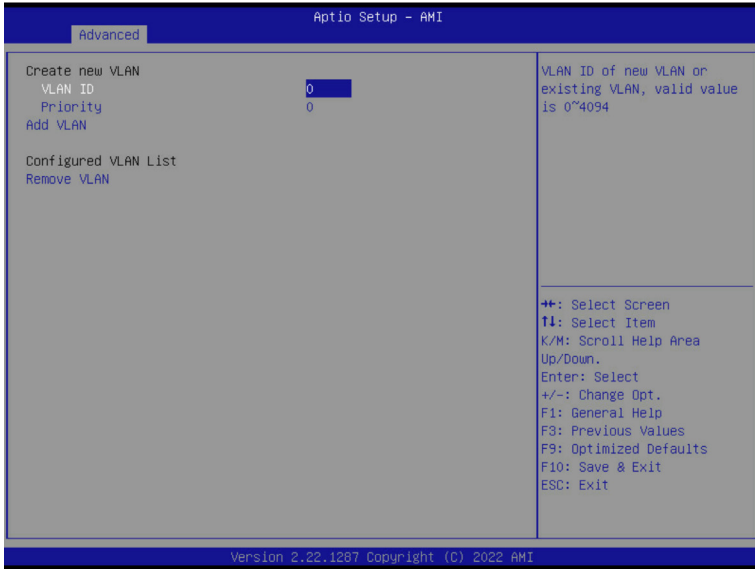 Aptio Setup - AMI
Advanced
Create new VLAN
VLAN ID 0
Priority 0
Add VLAN
Configured VLAN List
Remove VLAN
VLAN ID of new VLAN or
existing VLAN, valid value
is 0~4094
→←: Select Screen
↑↓: Select Item
K/M: Scroll Help Area
Up/Down.
Enter: Select
+/-: Change Opt.
F1: General Help
F3: Previous Values
F9: Optimized Defaults
F10: Save & Exit
ESC: Exit
Version 2.22.1287 Copyright (C) 2022 AMI